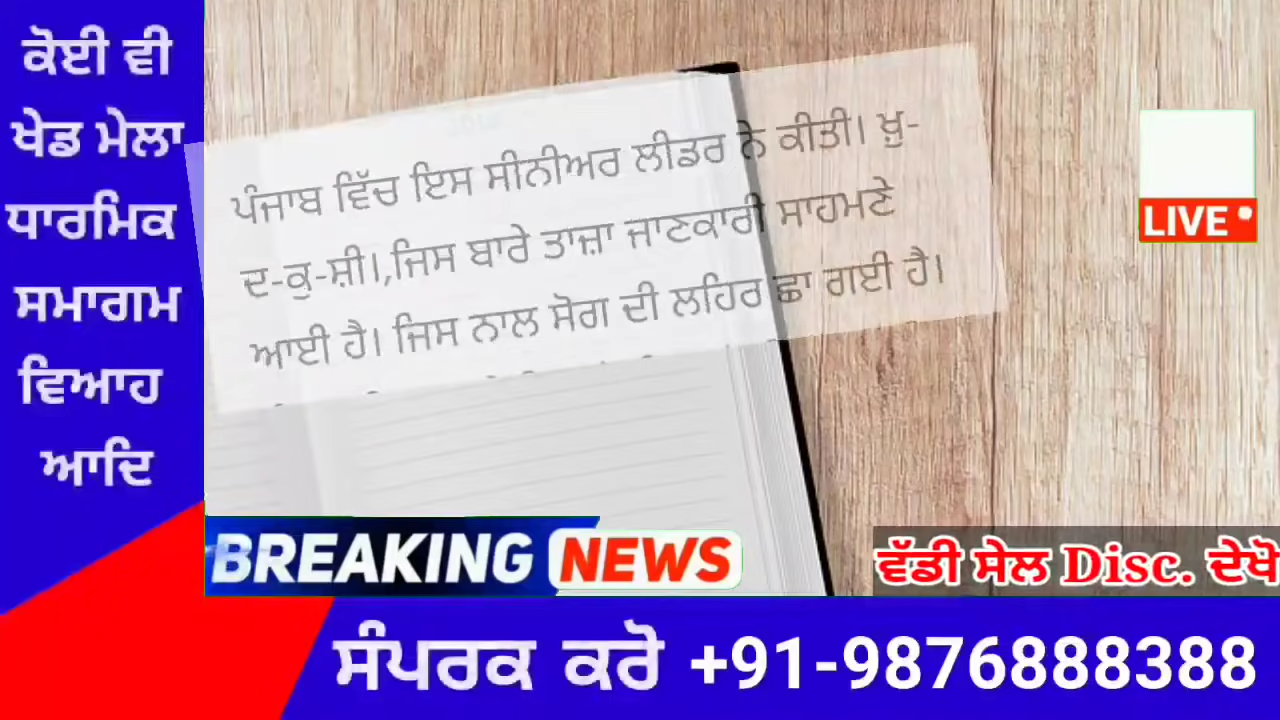 ਕੋਈ ਵੀ
ਖੇਡ ਮੇਲਾ
ਧਾਰਮਿਕ
ਸਮਾਗਮ
ਵਿਆਹ
ਆਦਿ
ਪੰਜਾਬ ਵਿੱਚ ਇਸ ਸੀਨੀਅਰ ਲੀਡਰ ਨੇ ਕੀਤੀ। ਖ਼ੁ-
ਦ-ਕੁ-ਸ਼ੀ।,ਜਿਸ ਬਾਰੇ ਤਾਜ਼ਾ ਜਾਣਕਾਰੀ ਸਾਹਮਣੇ
ਆਈ ਹੈ। ਜਿਸ ਨਾਲ ਸੋਗ ਦੀ ਲਹਿਰ ਛਾ ਗਈ ਹੈ।
LIVE
BREAKING NEWS
ਵੱਡੀ ਸੇਲ Disc. ਦੇਖੋ
ਸੰਪਰਕ ਕਰੋ +91-9876888388